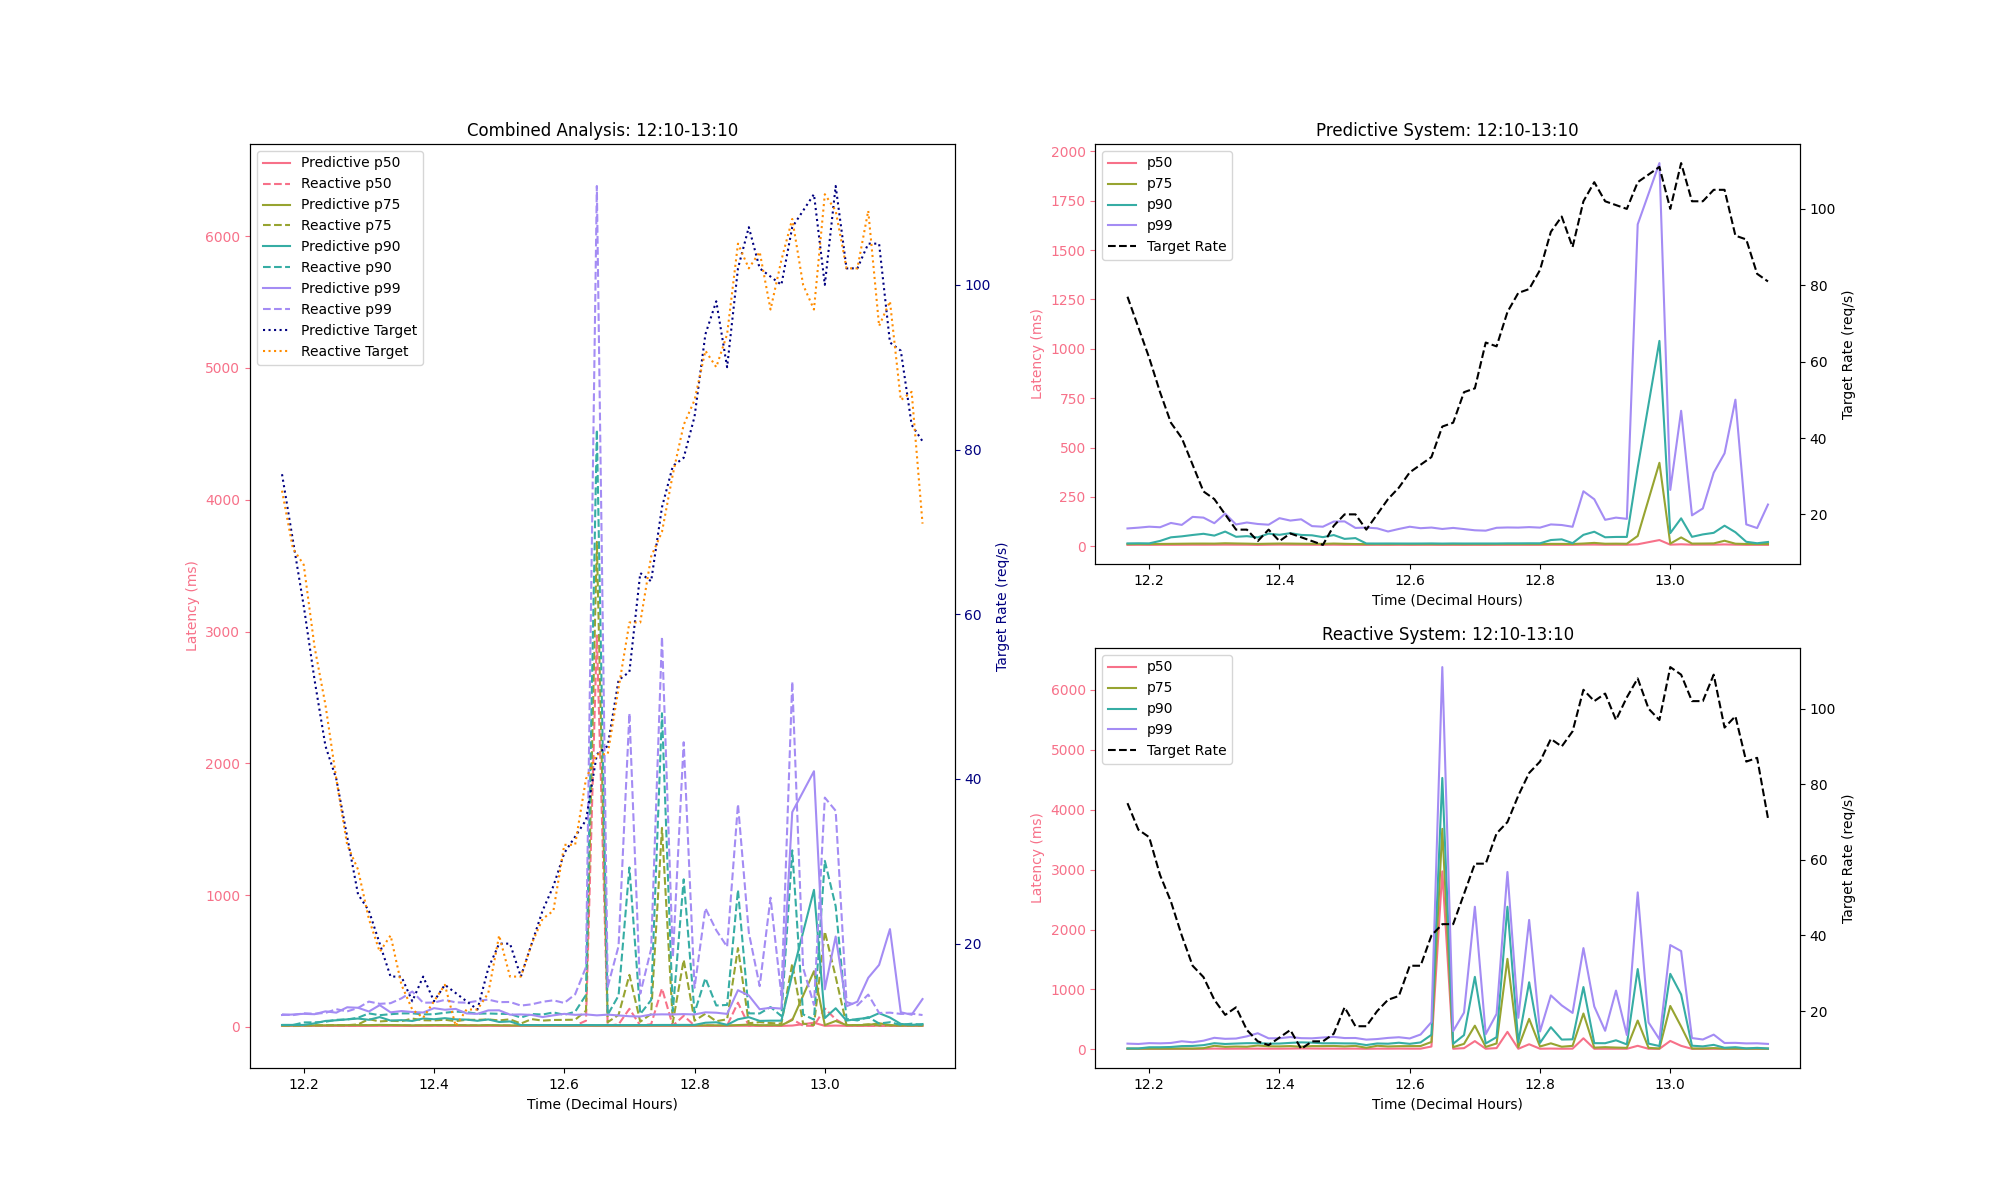 Combined Analysis: 12:10-13:10
Predictive p50
Reactive p50
Predictive p75
Reactive p75
Predictive p90
Reactive p90
Predictive p99
Reactive p99
Predictive Target
Reactive Target
Latency (ms)
6000
5000
4000
3000
2000
1000
0
100
80
60
40
20
Target Rate (req/s)
12.2 12.4 12.6 12.8 13.0
Time (Decimal Hours)
Predictive System: 12:10-13:10
p50
p75
p90
p99
Target Rate
Latency (ms)
2000
1750
1500
1250
1000
750
500
250
0
100
80
60
40
20
Target Rate (req/s)
12.2 12.4 12.6 12.8 13.0
Time (Decimal Hours)
Reactive System: 12:10-13:10
p50
p75
p90
p99
Target Rate
Latency (ms)
6000
5000
4000
3000
2000
1000
0
100
80
60
40
20
Target Rate (req/s)
12.2 12.4 12.6 12.8 13.0
Time (Decimal Hours)